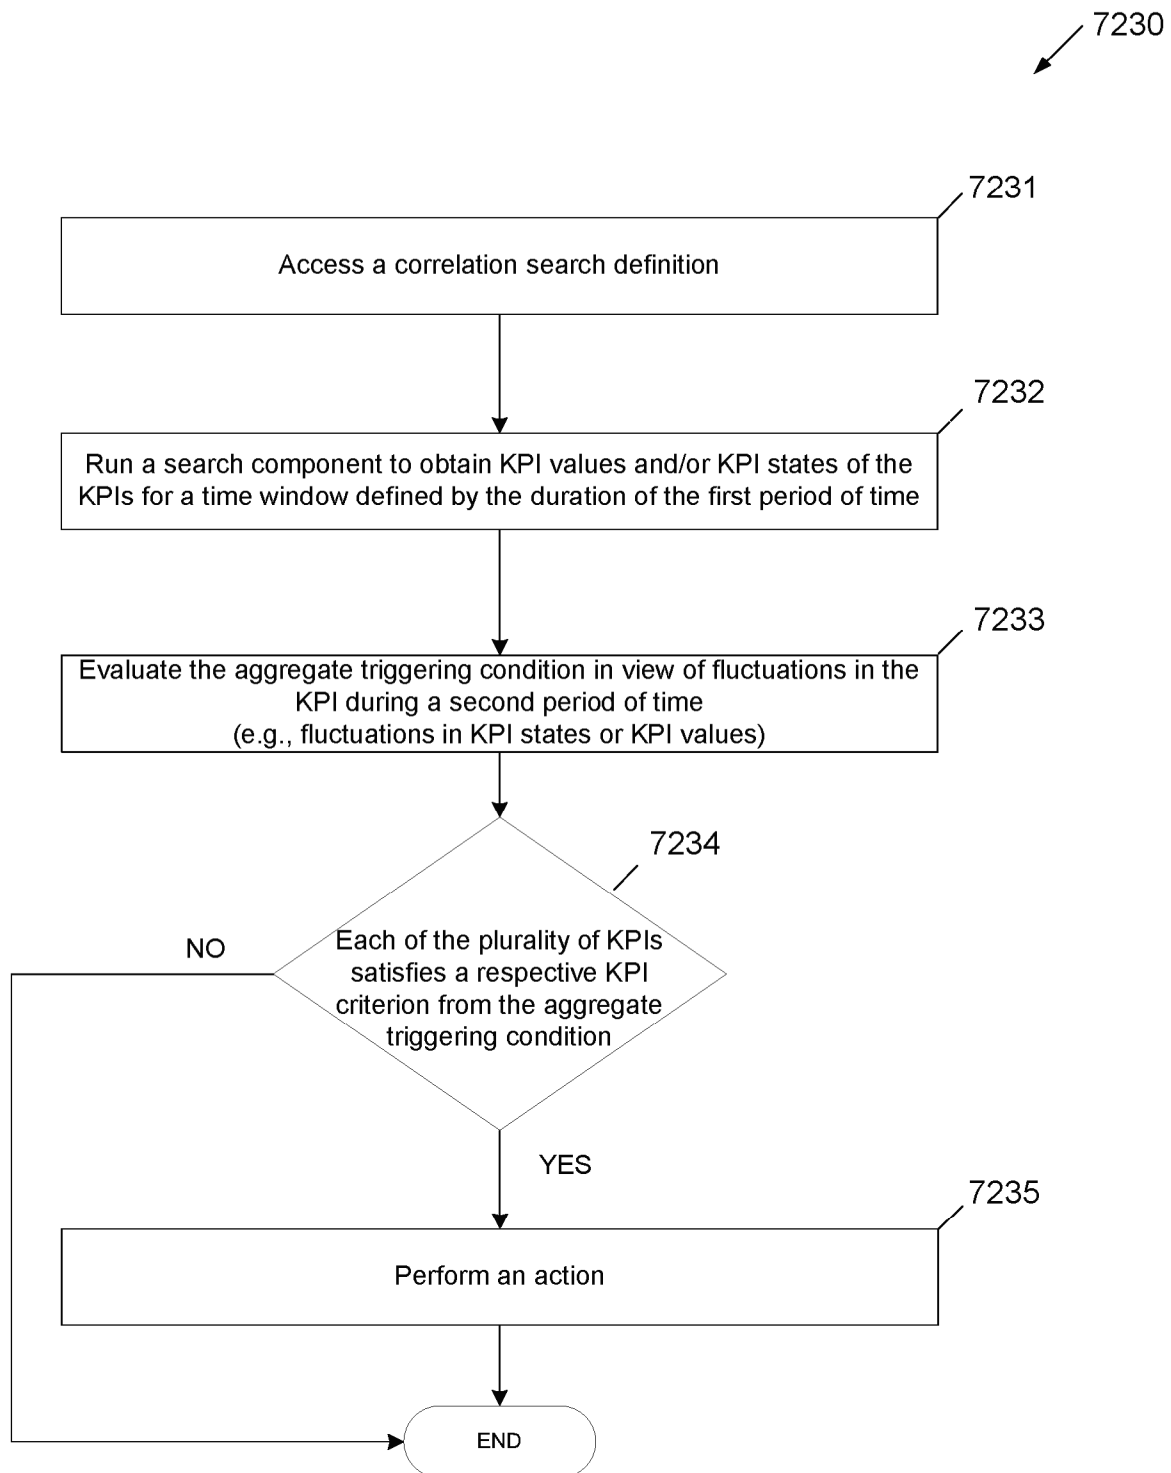 7230
7231
Access a correlation search definition
7232
Run a search component to obtain KPI values and/or KPI states of the
KPIs for a time window defined by the duration of the first period of time
7233
Evaluate the aggregate triggering condition in view of fluctuations in the
KPI during a second period of time
(e.g., fluctuations in KPI states or KPI values)
7234
NO
Each of the plurality of KPIs
satisfies a respective KPI
criterion from the aggregate
triggering condition
YES
7235
Perform an action
END